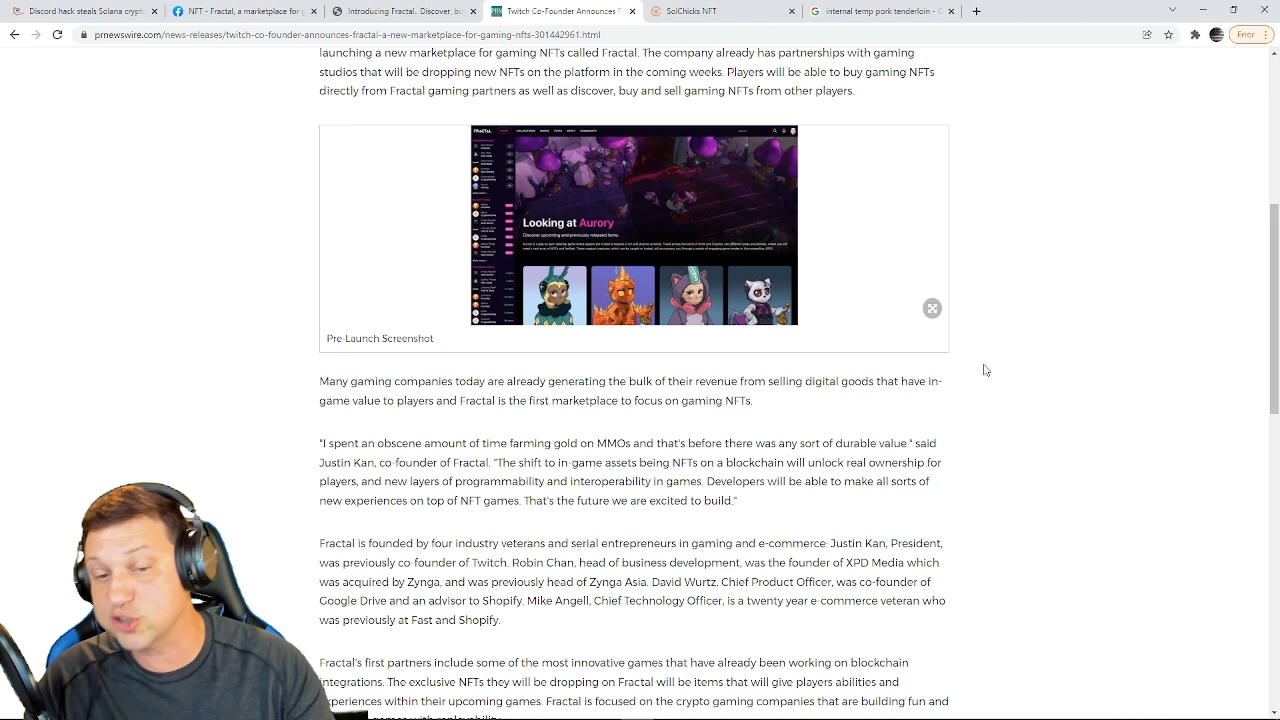 Discord hack steals Solana crypto
NFT - Fractal a marketplace for g
Introducing Fractal. Discover, bu
Twitch Co-Founder Announces F
SolChicks NFT
internet temp work tenderloin - G
prnewswire.com/news-releases/twitch-co-founder-announces-fractal-a-new-marketplace-for-gaming-nfts-301442961.html
Error
launching a new marketplace for gaming NFTs called Fractal. The company already has partnerships with gaming
studios that will be dropping new NFTs on the platform in the coming weeks. Players will be able to buy gaming NFTs
directly from Fractal gaming partners as well as discover, buy and sell gaming NFTs from other players.
FRACTAL
COMMUNITY
Looking at Aurory
Discover upcoming and previously released items.
Pre Launch Screenshot
Many gaming companies today are already generating the bulk of their revenue from selling digital goods that have in-
game value to players and Fractal is the first marketplace to focus on gaming NFTs.
"I spent an obscene amount of time farming gold on MMOs and that's before there was any sort of durable value." said
Justin Kan, co-founder of Fractal. "The shift to in-game assets being NFTs on a blockchain will unlock real ownership for
players, and new layers of programmability and interoperability in games. Developers will be able to make all sorts of
new experiences on top of NFT games. That's the future we are excited to build."
Fractal is founded by four industry veterans and serial entrepreneurs in gaming and e-commerce Justin Kan, President,
was previously co-founder of Twitch. Robin Chan, head of business development, was the founder of XPD Media which
was acquired by Zynga, and was previously head of Zynga Asia. David Wurtz, Chief Product Officer, was co-founder of
Google Drive and an advisor to Shopify. Mike Angell, Chief Technology Officer, is a twenty year e-commerce veteran who
was previously at Fast and Shopify.
Fractal's first partners include some of the most innovative games that have already been working on blockchain
integrations. The exclusive NFTs they will be dropping on Fractal will be items that will give players abilities and
experiences within their upcoming games. Fractal is focused on the crypto gaming companies that are building fun and